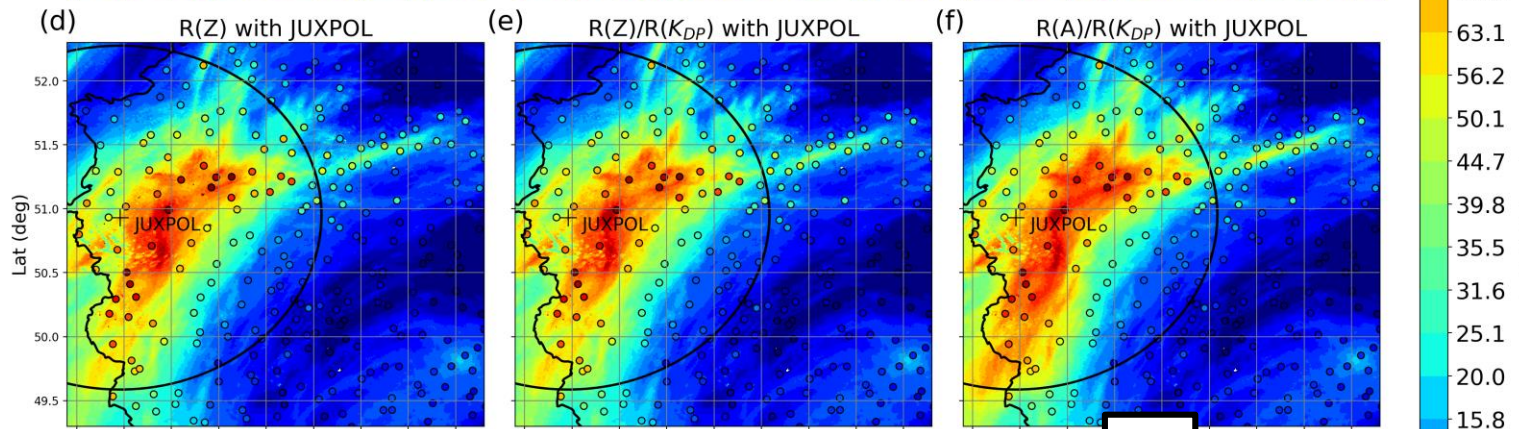 (d) R(Z) with JUXPOL
(e) R(Z)/R(K_DP) with JUXPOL
(f) R(A)/R(K_DP) with JUXPOL
Lat (deg)
52.0
51.5
51.0
50.5
50.0
49.5
JUXPOL
JUXPOL
JUXPOL
63.1
56.2
50.1
44.7
39.8
35.5
31.6
25.1
20.0
15.8